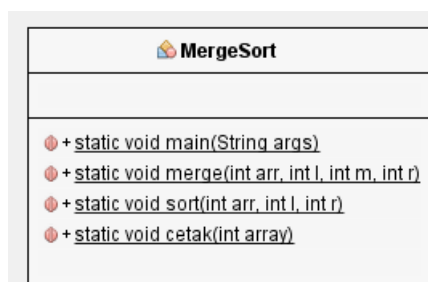 MergeSort
+ static void main(String args)
+ static void merge(int arr, int l, int m, int r)
+ static void sort(int arr, int l, int r)
+ static void cetak(int array)